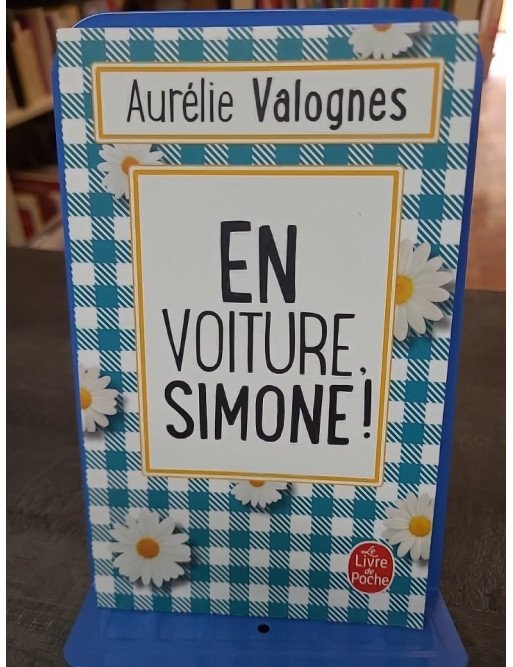 Aurélie Valognes
EN
VOITURE,
SIMONE!
Le
Livre
de
Poche